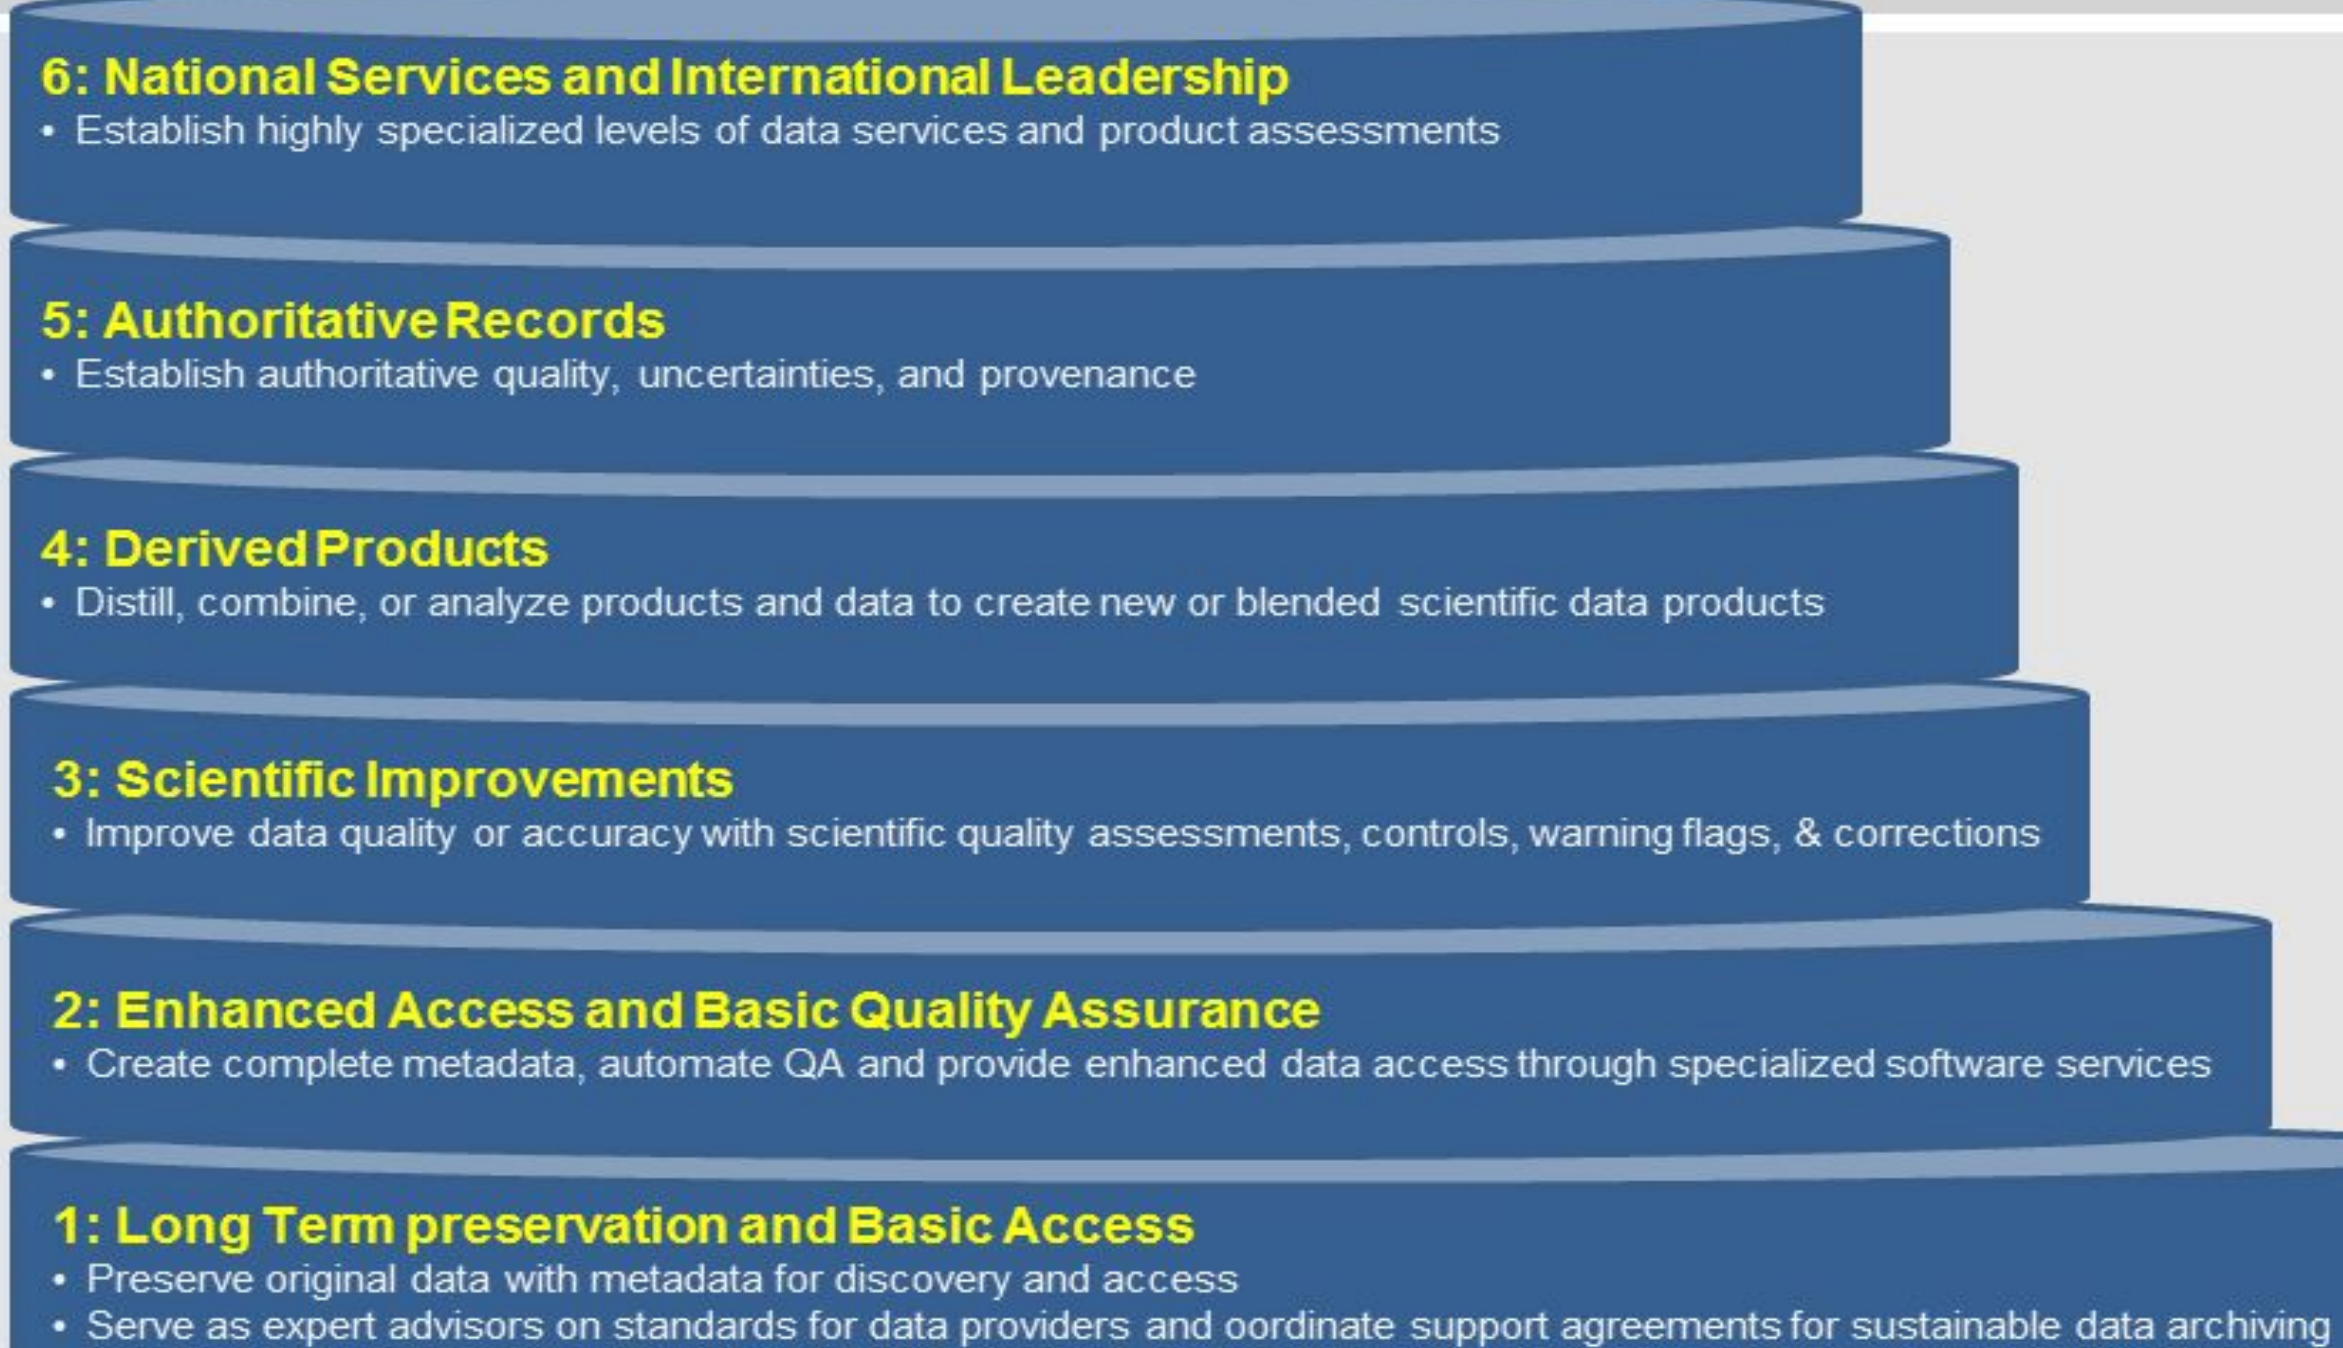 6: National Services and International Leadership
• Establish highly specialized levels of data services and product assessments
5: Authoritative Records
• Establish authoritative quality, uncertainties, and provenance
4: Derived Products
• Distill, combine, or analyze products and data to create new or blended scientific data products
3: Scientific Improvements
• Improve data quality or accuracy with scientific quality assessments, controls, warning flags, & corrections
2: Enhanced Access and Basic Quality Assurance
• Create complete metadata, automate QA and provide enhanced data access through specialized software services
1: Long Term preservation and Basic Access
• Preserve original data with metadata for discovery and access
• Serve as expert advisors on standards for data providers and oordinate support agreements for sustainable data archiving